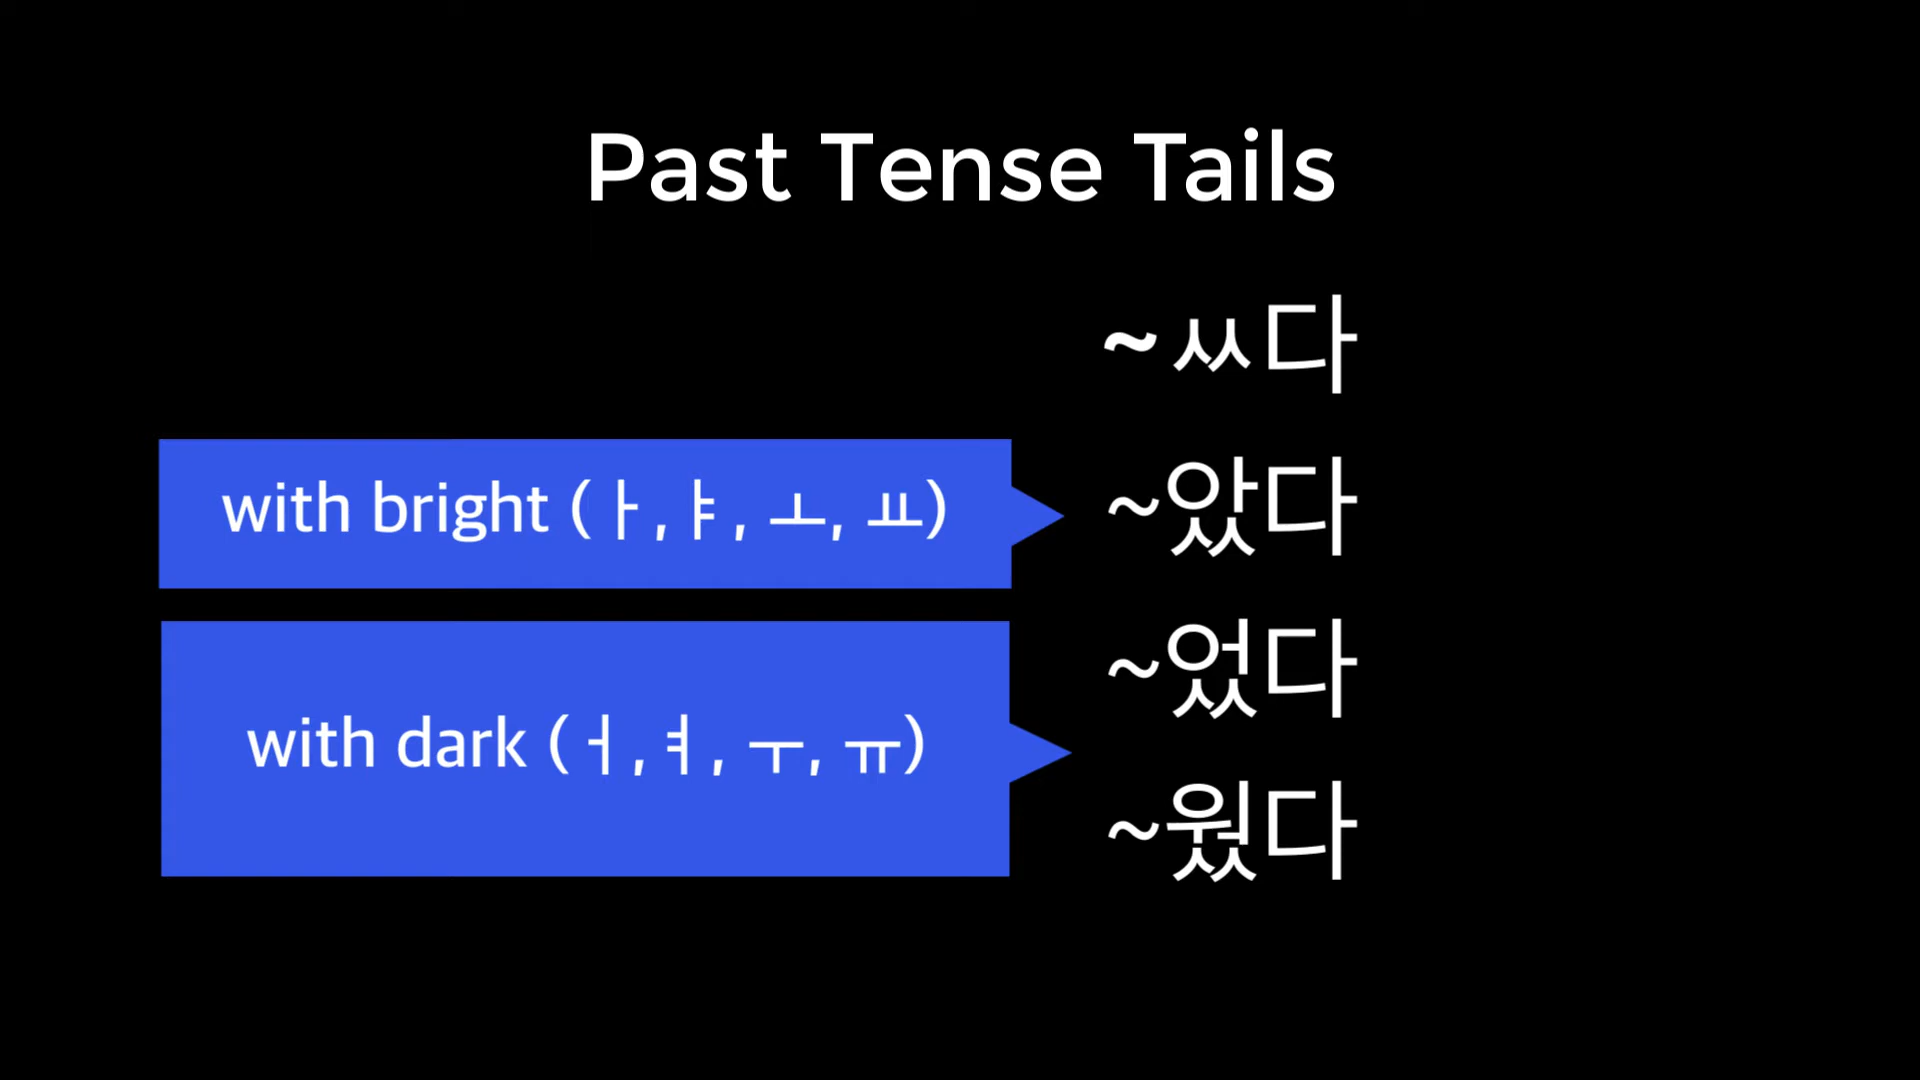 Past Tense Tails
~ㅆ다
with bright (ㅏ, ㅑ, ㅗ, ㅛ)
~았다
~었다
with dark (ㅓ, ㅕ, ㅜ, ㅠ)
~웠다